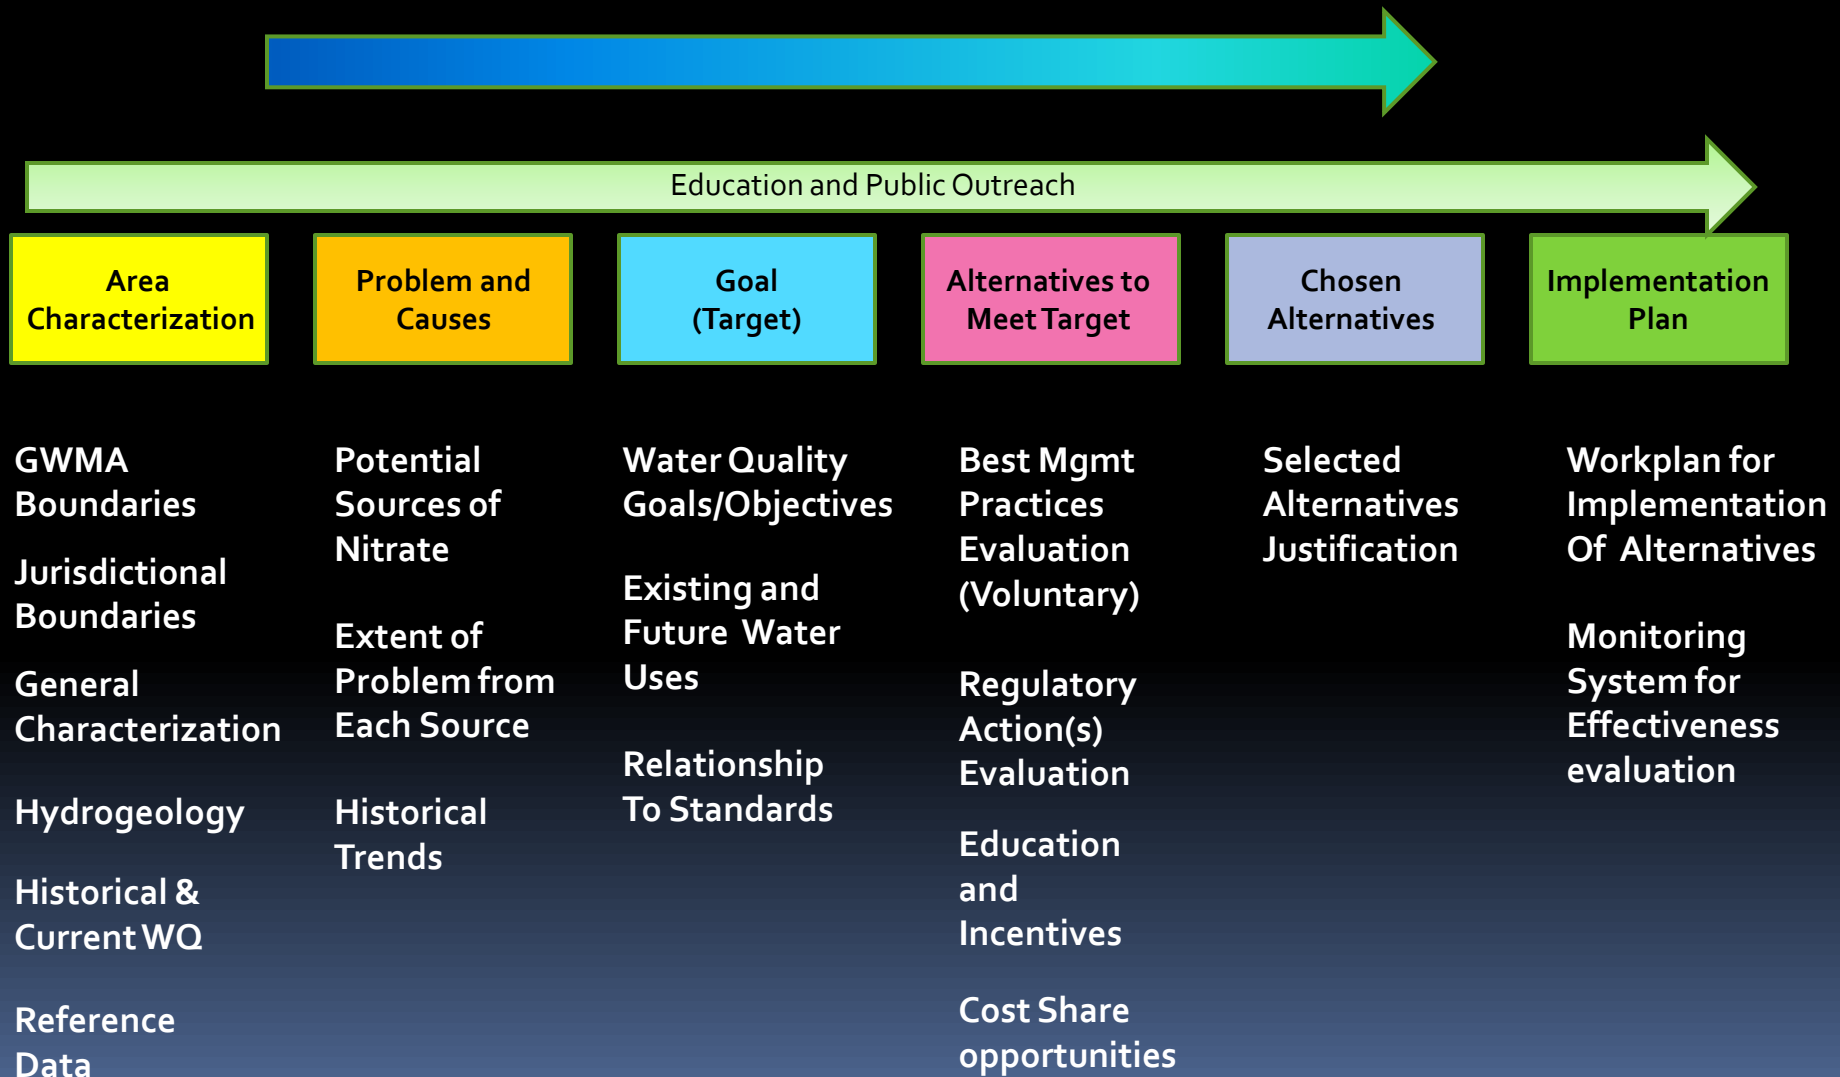 Education and Public Outreach
Area
Characterization
Problem and
Causes
Goal
(Target)
Alternatives to
Meet Target
Chosen
Alternatives
Implementation
Plan
GWMA
Boundaries
Jurisdictional
Boundaries
General
Characterization
Hydrogeology
Historical &
Current WQ
Reference
Data
Potential
Sources of
Nitrate
Extent of
Problem from
Each Source
Historical
Trends
Water Quality
Goals/Objectives
Existing and
Future Water
Uses
Relationship
To Standards
Best Mgmt
Practices
Evaluation
(Voluntary)
Regulatory
Action(s)
Evaluation
Education
and
Incentives
Cost Share
opportunities
Selected
Alternatives
Justification
Workplan for
Implementation
Of Alternatives
Monitoring
System for
Effectiveness
evaluation